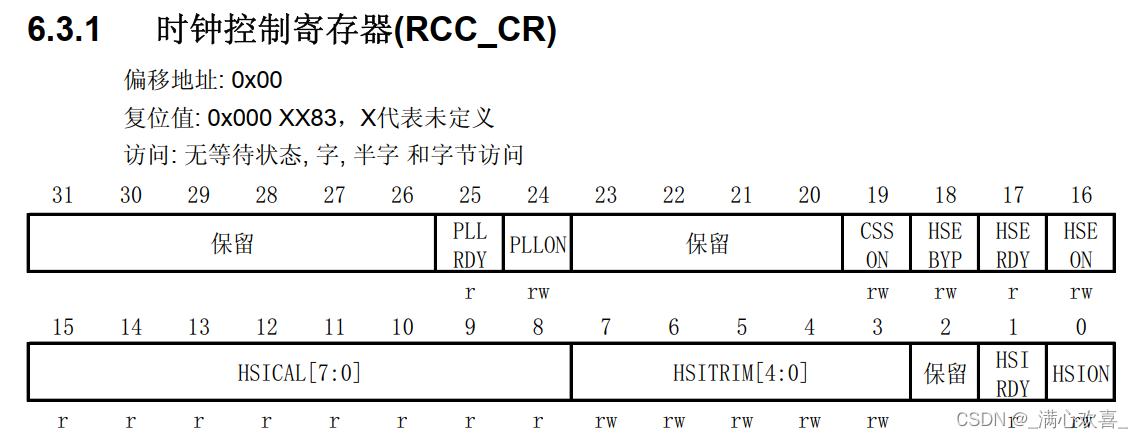 6.3.1 时钟控制寄存器(RCC_CR)
偏移地址: 0x00
复位值: 0x000 XX83，X代表未定义
访问: 无等待状态, 字, 半字 和字节访问
31 30 29 28 27 26 25 24 23 22 21 20 19 18 17 16
保留 PLL RDY PLLON 保留 CSS ON HSE BYP HSE RDY HSE ON
r rw rw rw r rw
15 14 13 12 11 10 9 8 7 6 5 4 3 2 1 0
HSICAL[7:0] HSITRIM[4:0] 保留 HSI RDY HSION
r r r r r r r r rw rw rw rw rw r rw
CSDN @_满心欢喜_